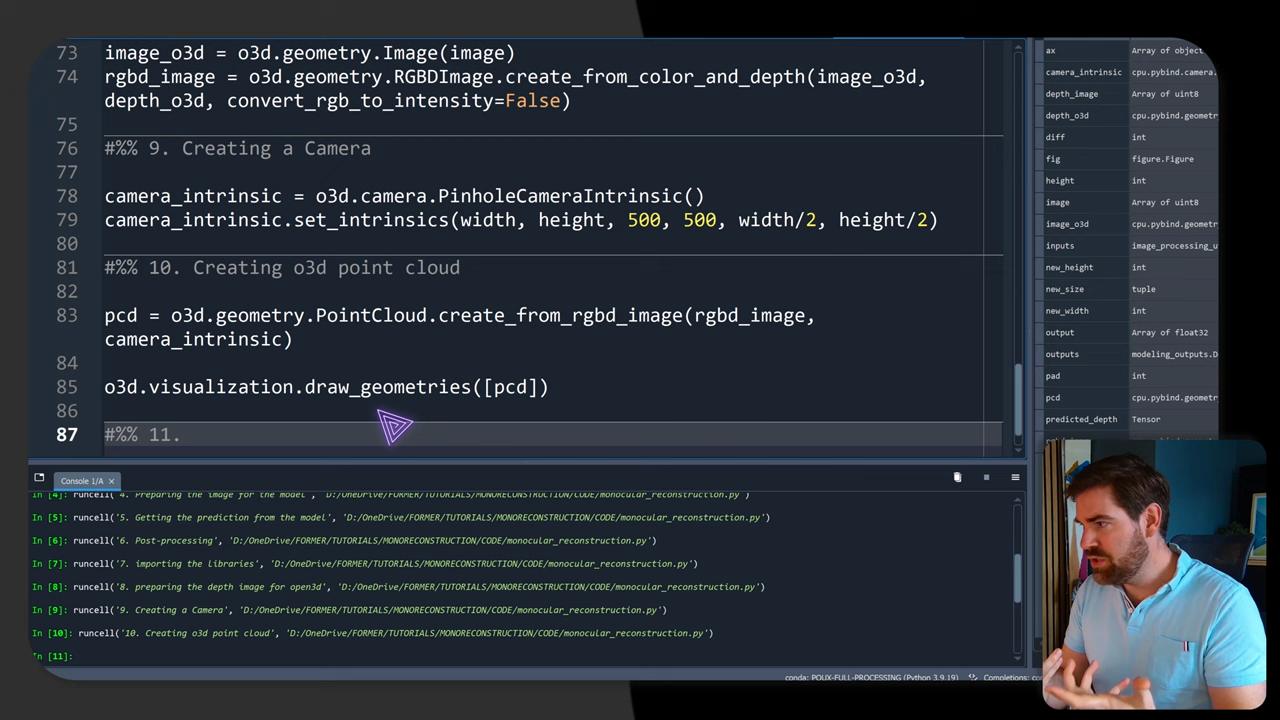 73 image_o3d = o3d.geometry.Image(image)
74 rgbd_image = o3d.geometry.RGBDImage.create_from_color_and_depth(image_o3d,
depth_o3d, convert_rgb_to_intensity=False)
75
76 #%% 9. Creating a Camera
77
78 camera_intrinsic = o3d.camera.PinholeCameraIntrinsic()
79 camera_intrinsic.set_intrinsics(width, height, 500, 500, width/2, height/2)
80
81 #%% 10. Creating o3d point cloud
82
83 pcd = o3d.geometry.PointCloud.create_from_rgbd_image(rgbd_image,
camera_intrinsic)
84
85 o3d.visualization.draw_geometries([pcd])
86
87 #%% 11.
ax Array of object
camera_intrinsic cpu.pybind.camera.
depth_image Array of uint8
depth_o3d cpu.pybind.geometry
diff int
fig figure.Figure
height int
image Array of uint8
image_o3d cpu.pybind.geometry
inputs image_processing_u
new_height int
new_size tuple
new_width int
output Array of float32
outputs modeling_outputs.D
pad int
pcd cpu.pybind.geometry
predicted_depth Tensor
Console 1/A
In [4]: runcell('4. Preparing the image for the model', 'D:/OneDrive/FORMER/TUTORIALS/MONORECONSTRUCTION/CODE/monocular_reconstruction.py')
In [5]: runcell('5. Getting the prediction from the model', 'D:/OneDrive/FORMER/TUTORIALS/MONORECONSTRUCTION/CODE/monocular_reconstruction.py')
In [6]: runcell('6. Post-processing', 'D:/OneDrive/FORMER/TUTORIALS/MONORECONSTRUCTION/CODE/monocular_reconstruction.py')
In [7]: runcell('7. importing the libraries', 'D:/OneDrive/FORMER/TUTORIALS/MONORECONSTRUCTION/CODE/monocular_reconstruction.py')
In [8]: runcell('8. preparing the depth image for open3d', 'D:/OneDrive/FORMER/TUTORIALS/MONORECONSTRUCTION/CODE/monocular_reconstruction.py')
In [9]: runcell('9. Creating a Camera', 'D:/OneDrive/FORMER/TUTORIALS/MONORECONSTRUCTION/CODE/monocular_reconstruction.py')
In [10]: runcell('10. Creating o3d point cloud', 'D:/OneDrive/FORMER/TUTORIALS/MONORECONSTRUCTION/CODE/monocular_reconstruction.py')
In [11]:
conda: POUX-FULL-PROCESSING (Python 3.9.19) Completions: